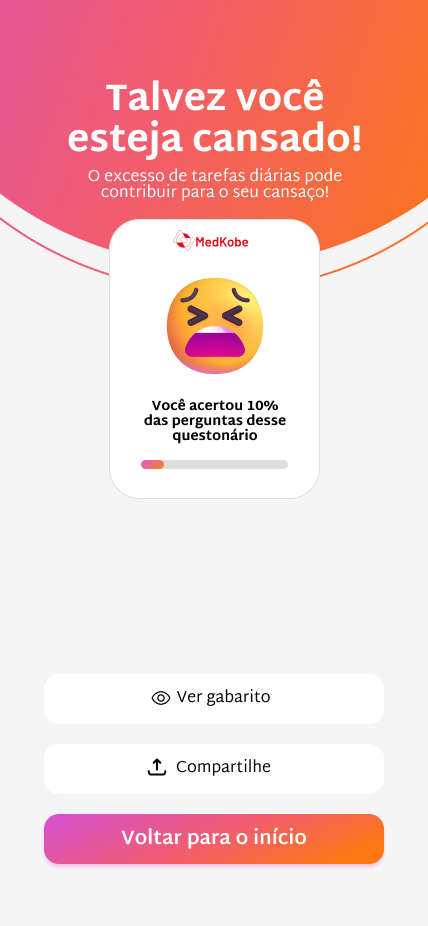 Talvez você
esteja cansado!
O excesso de tarefas diárias pode
contribuir para o seu cansaço!
MedKobe
Você acertou 10%
das perguntas desse
questonário
Ver gabarito
Compartilhe
Voltar para o início